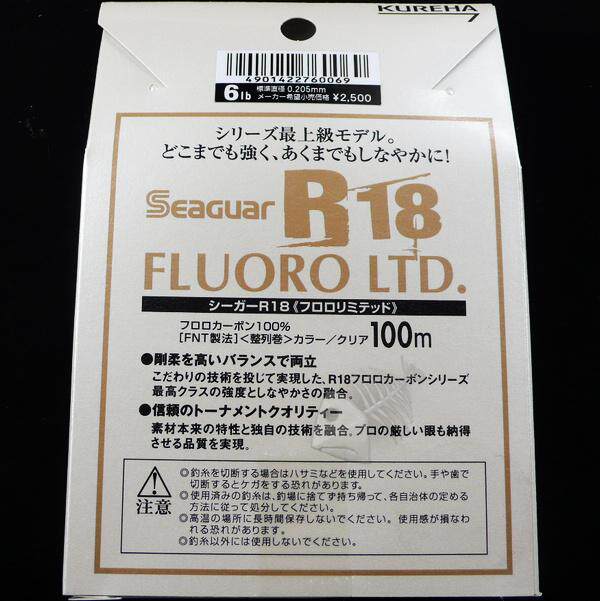 KUREHA
4901422760069
6lb 標準直径 0.205mm
メーカー希望小売価格 ¥2,500
シリーズ最上級モデル。
どこまでも強く、あくまでもしなやかに!
Seaguar R18
FLUORO LTD.
シーガーR18《フロロリミテッド》
フロロカーボン100%
[FNT製法]<整列巻>カラー/クリア 100m
●剛柔を高いバランスで両立
こだわりの技術を投じて実現した、R18フロロカーボンシリーズ
最高クラスの強度としなやかさの融合。
●信頼のトーナメントクオリティー
素材本来の特性と独自の技術を融合。プロの厳しい眼も納得
させる品質を実現。
注意
◎釣糸を切断する場合はハサミなどを使用してください。手や歯で
切断するとケガをする恐れがあります。
◎使用済みの釣糸は、釣場に捨てず持ち帰って、各自治体の定める
方法に従って処分してください。
◎高温の場所に長時間保存しないでください。使用感が損なわ
れる恐れがあります。
◎釣糸以外には使用しないでください。